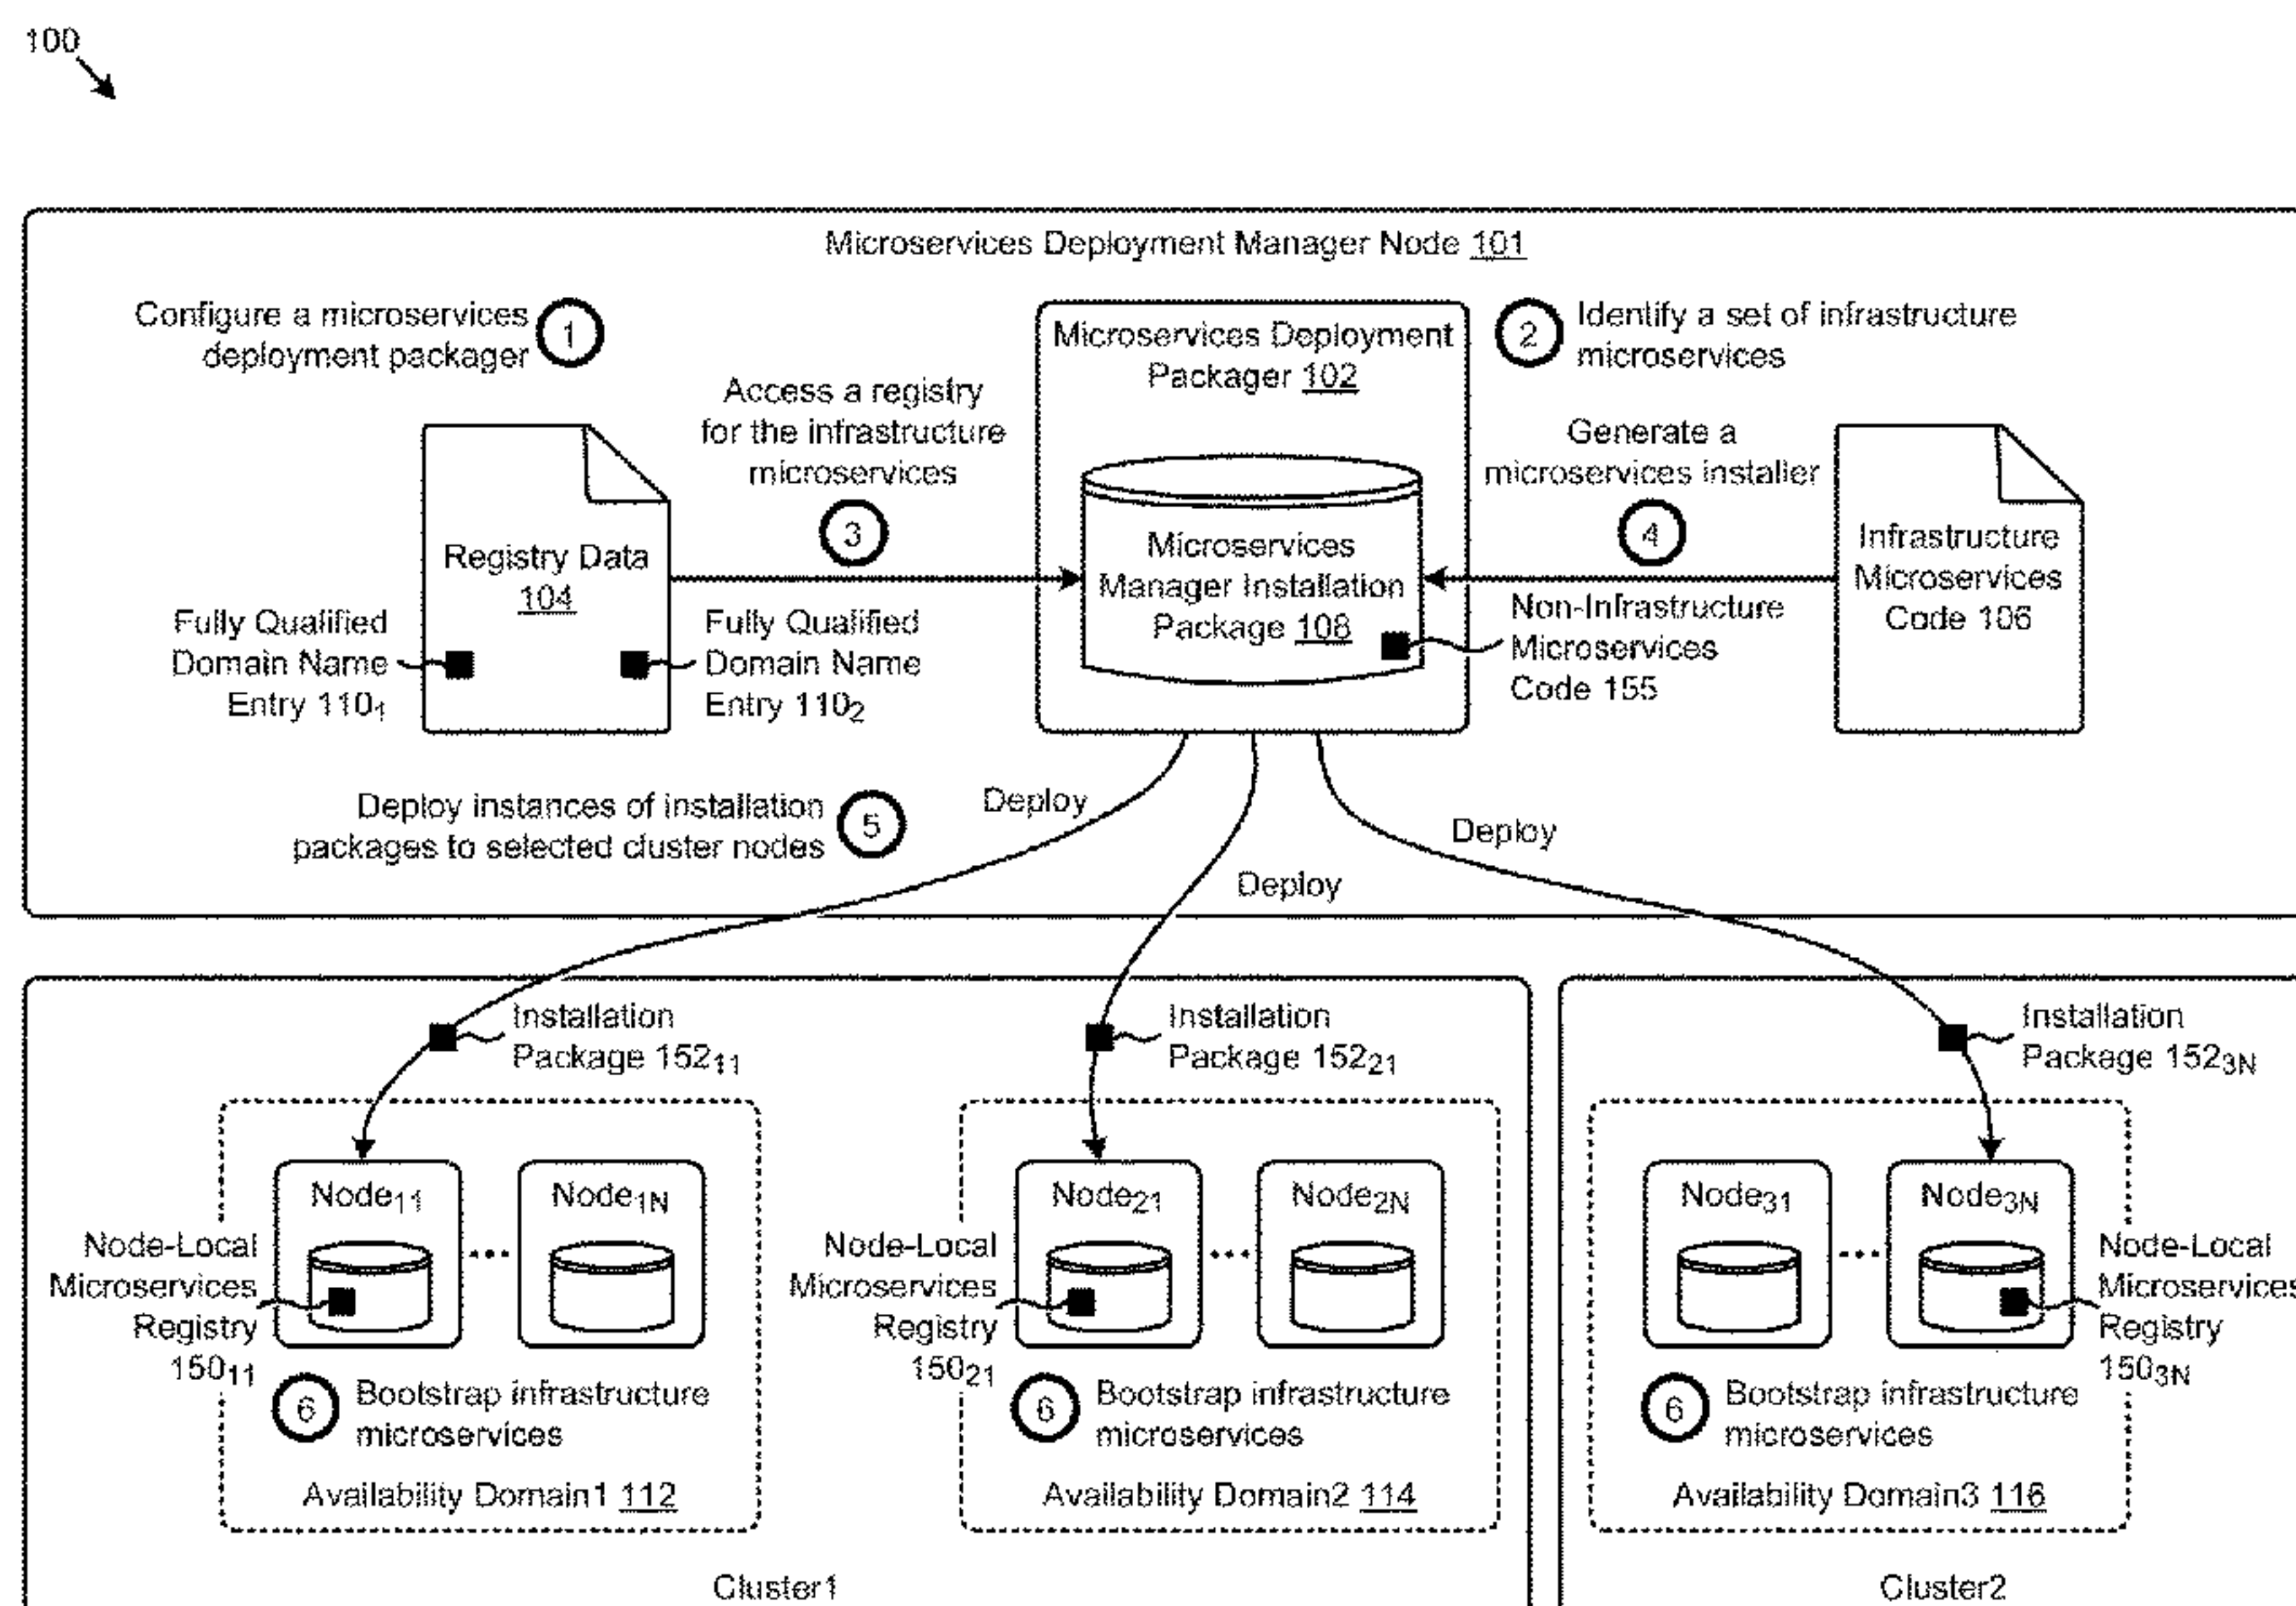 100
Microservices Deployment Manager Node 101
Configure a microservices
deployment packager
1
Microservices Deployment
Packager 102
2
Identify a set of infrastructure
microservices
Access a registry
for the infrastructure
microservices
3
Generate a
microservices installer
4
Registry Data
104
Fully Qualified
Domain Name
Entry 110₁
Fully Qualified
Domain Name
Entry 110₂
Microservices
Manager Installation
Package 108
Non-Infrastructure
Microservices
Code 155
Infrastructure
Microservices
Code 106
Deploy instances of installation
packages to selected cluster nodes
5
Deploy
Deploy
Deploy
Installation
Package 152₁₁
Installation
Package 152₂₁
Installation
Package 152₃N
Node₁₁
Node₁N
Node-Local
Microservices
Registry
150₁₁
6
Bootstrap infrastructure
microservices
Availability Domain1 112
Node₂₁
Node₂N
Node-Local
Microservices
Registry
150₂₁
6
Bootstrap infrastructure
microservices
Availability Domain2 114
Cluster1
Node₃₁
Node₃N
Node-Local
Microservices
Registry
150₃N
6
Bootstrap infrastructure
microservices
Availability Domain3 116
Cluster2